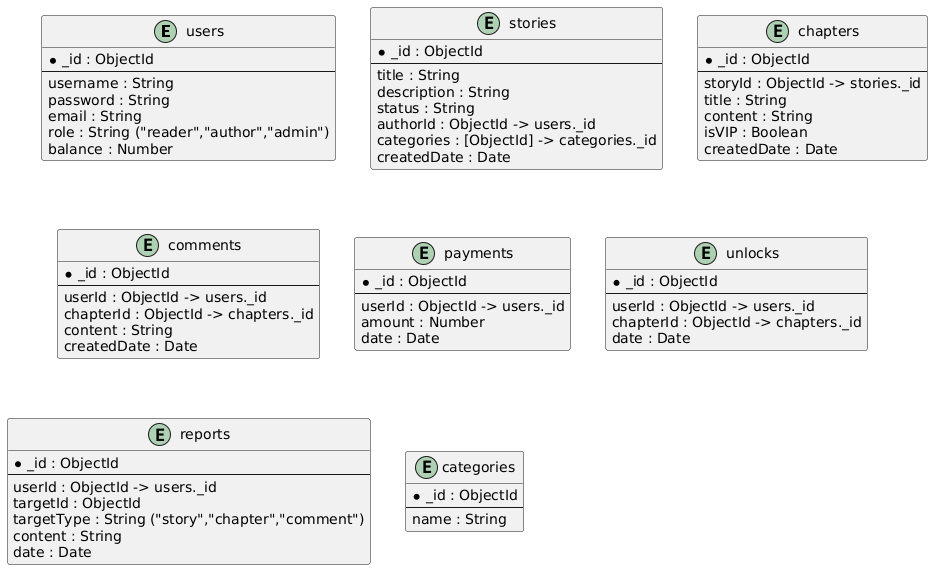 E users
* _id : ObjectId
username : String
password : String
email : String
role : String ("reader","author","admin")
balance : Number
E stories
* _id : ObjectId
title : String
description : String
status : String
authorId : ObjectId -> users._id
categories : [ObjectId] -> categories._id
createdDate : Date
E chapters
* _id : ObjectId
storyId : ObjectId -> stories._id
title : String
content : String
isVIP : Boolean
createdDate : Date
E comments
* _id : ObjectId
userId : ObjectId -> users._id
chapterId : ObjectId -> chapters._id
content : String
createdDate : Date
E payments
* _id : ObjectId
userId : ObjectId -> users._id
amount : Number
date : Date
E unlocks
* _id : ObjectId
userId : ObjectId -> users._id
chapterId : ObjectId -> chapters._id
date : Date
E reports
* _id : ObjectId
userId : ObjectId -> users._id
targetId : ObjectId
targetType : String ("story","chapter","comment")
content : String
date : Date
E categories
* _id : ObjectId
name : String